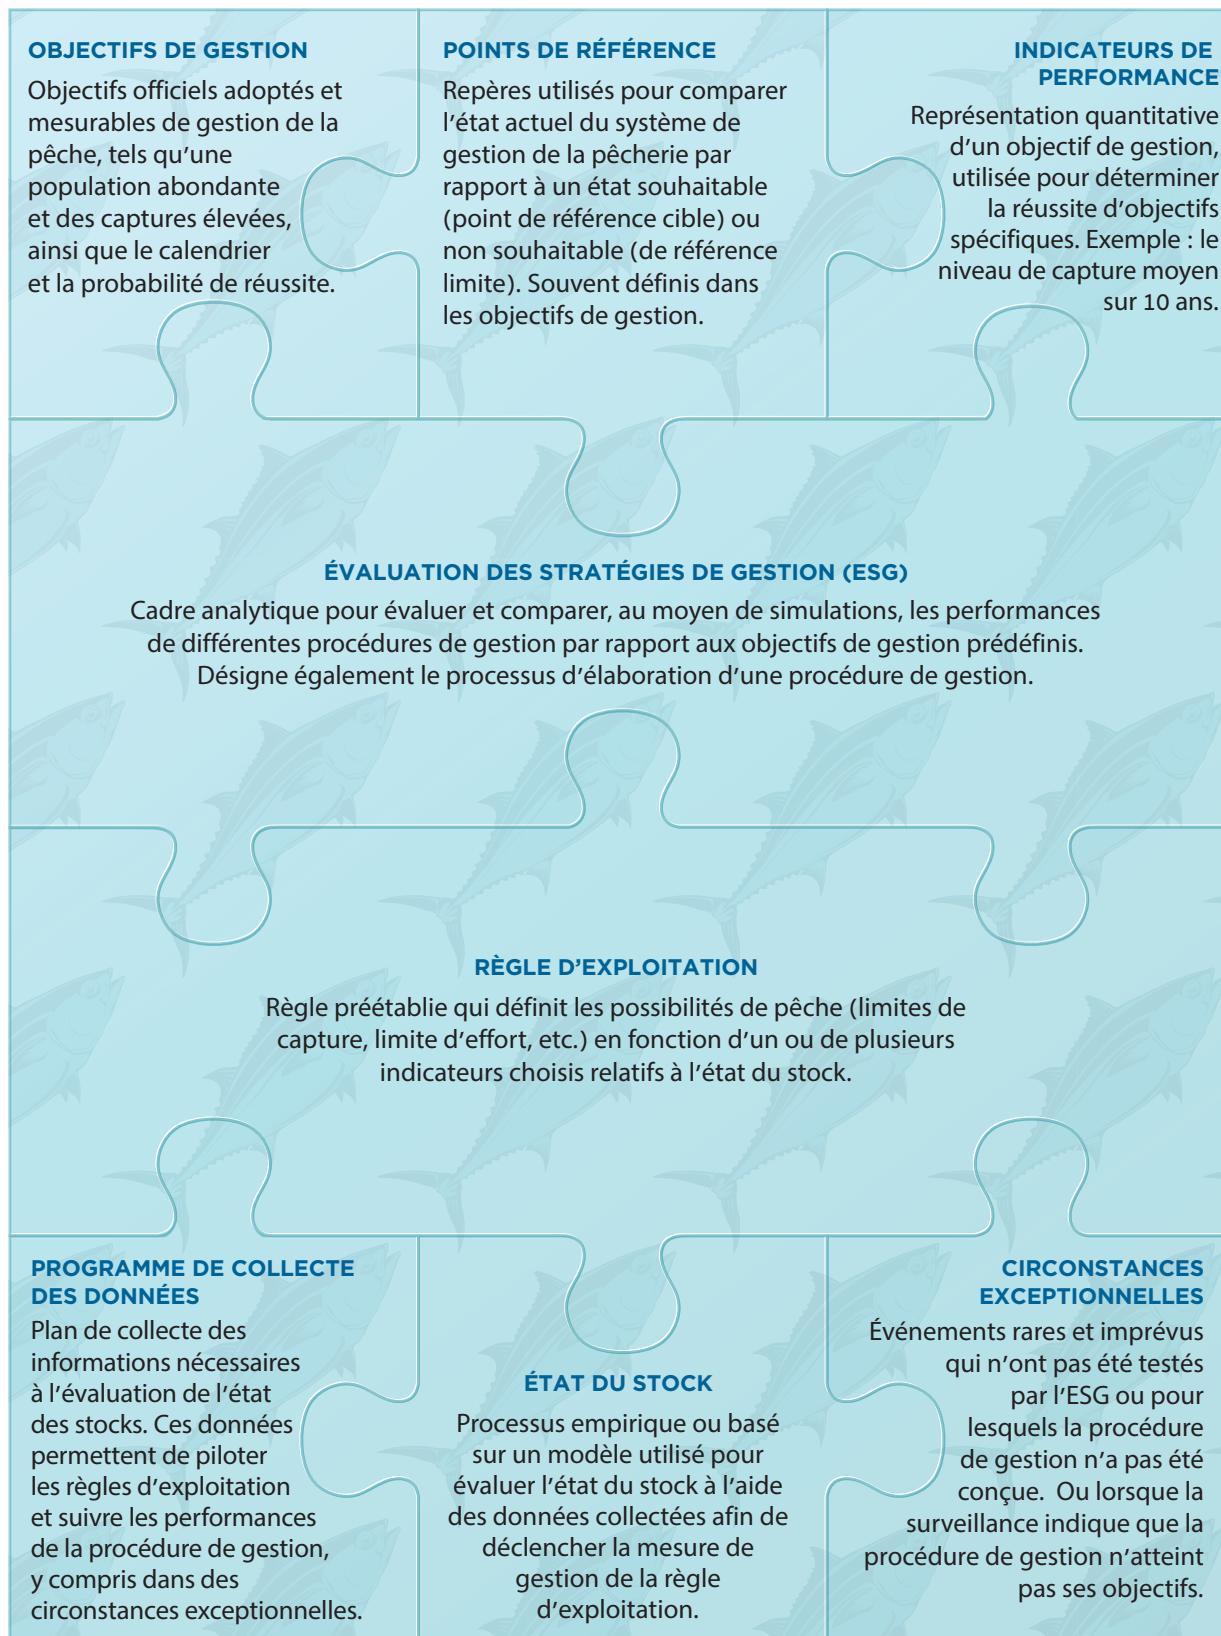 OBJECTIFS DE GESTION
Objectifs officiels adoptés et
mesurables de gestion de la
pêche, tels qu’une
population abondante
et des captures élevées,
ainsi que le calendrier
et la probabilité de réussite.
POINTS DE RÉFÉRENCE
Repères utilisés pour comparer
l’état actuel du système de
gestion de la pêcherie par
rapport à un état souhaitable
(point de référence cible) ou
non souhaitable (de référence
limite). Souvent définis dans
les objectifs de gestion.
INDICATEURS DE
PERFORMANCE
Représentation quantitative
d’un objectif de gestion,
utilisée pour déterminer
la réussite d’objectifs
spécifiques. Exemple : le
niveau de capture moyen
sur 10 ans.
ÉVALUATION DES STRATÉGIES DE GESTION (ESG)
Cadre analytique pour évaluer et comparer, au moyen de simulations, les performances
de différentes procédures de gestion par rapport aux objectifs de gestion prédéfinis.
Désigne également le processus d’élaboration d’une procédure de gestion.
RÈGLE D’EXPLOITATION
Règle préétablie qui définit les possibilités de pêche (limites de
capture, limite d’effort, etc.) en fonction d’un ou de plusieurs
indicateurs choisis relatifs à l’état du stock.
PROGRAMME DE COLLECTE
DES DONNÉES
Plan de collecte des
informations nécessaires
à l’évaluation de l’état
des stocks. Ces données
permettent de piloter
les règles d’exploitation
et suivre les performances
de la procédure de gestion,
y compris dans des
circonstances exceptionnelles.
ÉTAT DU STOCK
Processus empirique ou basé
sur un modèle utilisé pour
évaluer l’état du stock à l’aide
des données collectées afin de
déclencher la mesure de
gestion de la règle
d’exploitation.
CIRCONSTANCES
EXCEPTIONNELLES
Événements rares et imprévus
qui n’ont pas été testés
par l’ESG ou pour
lesquels la procédure
de gestion n’a pas été
conçue. Ou lorsque la
surveillance indique que la
procédure de gestion n’atteint
pas ses objectifs.